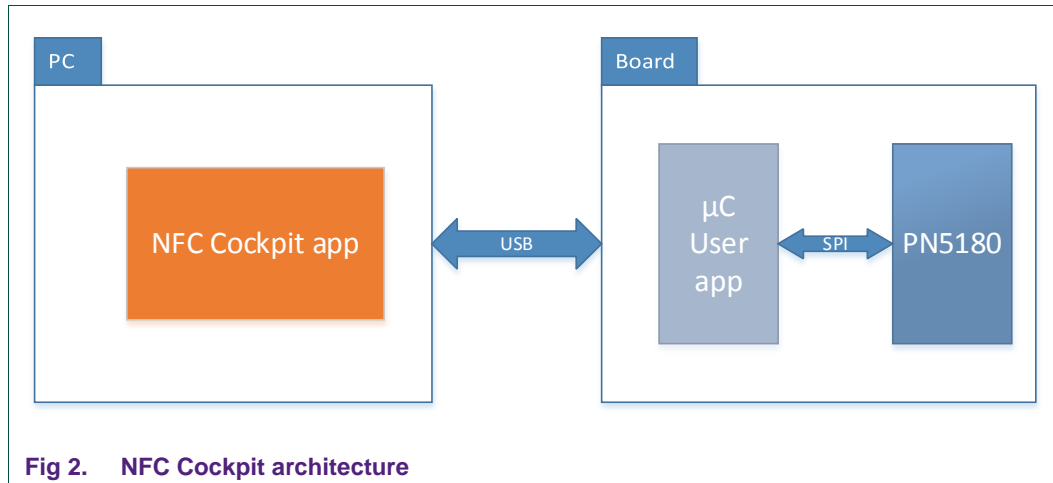 PC
Board
NFC Cockpit app
USB
µC
User
app
SPI
PN5180
Fig 2. NFC Cockpit architecture